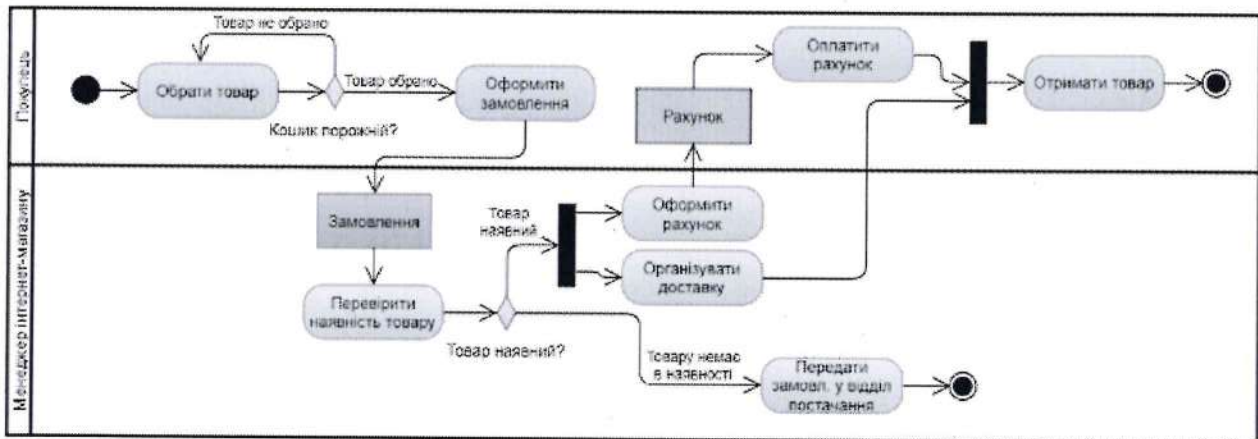 Покупець
Товар не обрано
Обрати товар
Товар обрано
Кошик порожній?
Оформити
замовлення
Рахунок
Оплатити
рахунок
Отримати товар
Менеджер інтернет-магазину
Замовлення
Перевірити
наявність товару
Товар
наявний
Товар наявний?
Оформити
рахунок
Організувати
доставку
Товару немає
в наявності
Передати
замовл. у відділ
постачання